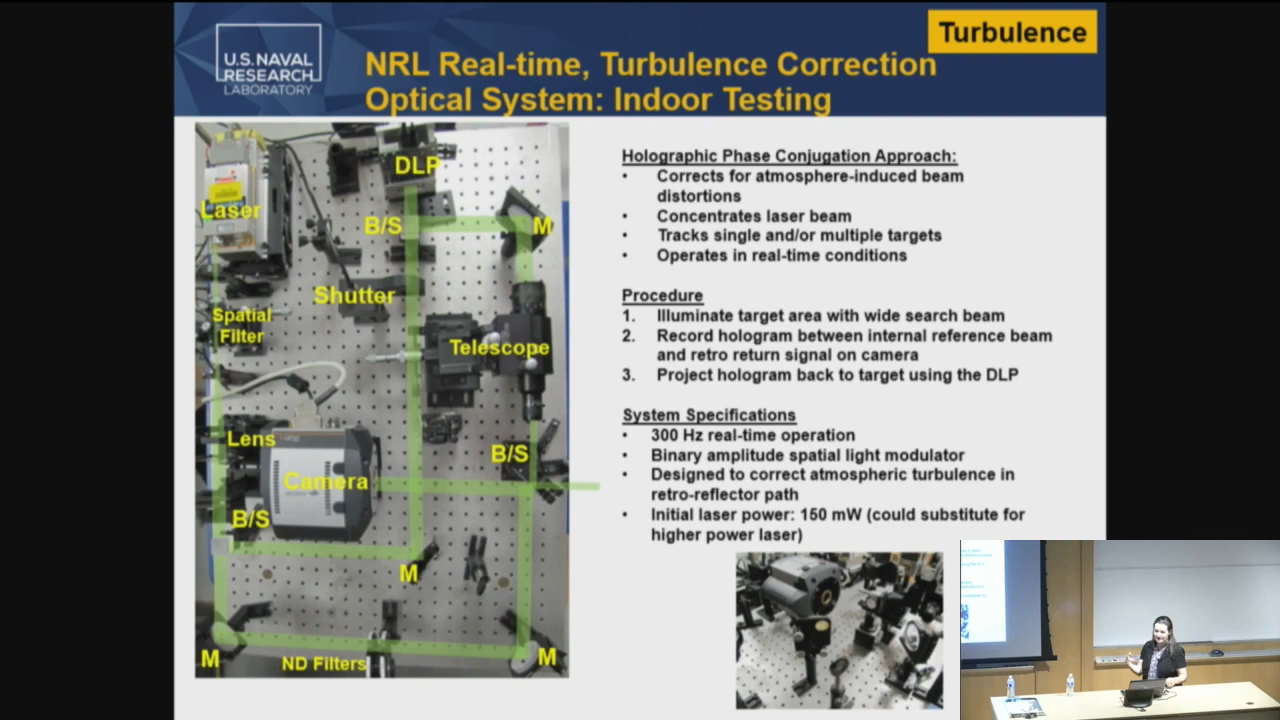 Turbulence
U.S. NAVAL
RESEARCH
LABORATORY
NRL Real-time, Turbulence Correction
Optical System: Indoor Testing
DLP
Laser
B/S
M
Shutter
Spatial
Filter
Telescope
Lens
B/S
Camera
B/S
M
M
ND Filters
M
Holographic Phase Conjugation Approach:
• Corrects for atmosphere-induced beam
distortions
• Concentrates laser beam
• Tracks single and/or multiple targets
• Operates in real-time conditions
Procedure
1. Illuminate target area with wide search beam
2. Record hologram between internal reference beam
and retro return signal on camera
3. Project hologram back to target using the DLP
System Specifications
• 300 Hz real-time operation
• Binary amplitude spatial light modulator
• Designed to correct atmospheric turbulence in
retro-reflector path
• Initial laser power: 150 mW (could substitute for
higher power laser)